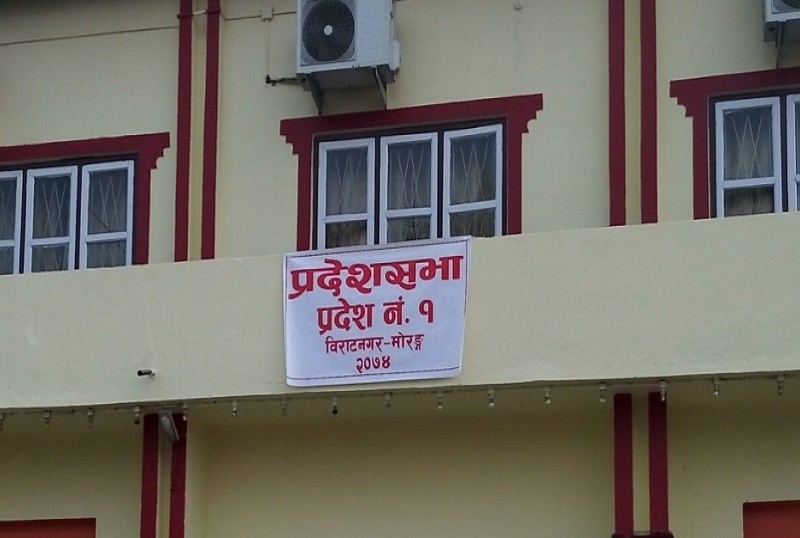 प्रदेशसभा
प्रदेश नं. १
विराटनगर-मोरङ्ग
२०७४